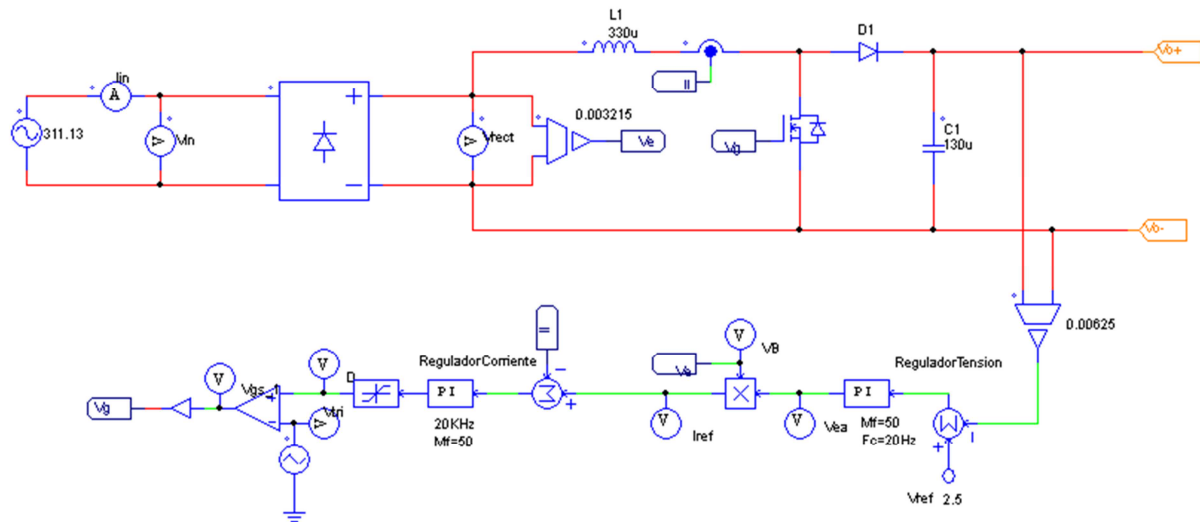 L1
330u
D1
Iin
A
311.13
Vin
+
Vrect
0.003215
Ve
Il
Vg
C1
130u
Vo+
Vo-
0.00625
V
VB
Ve
ReguladorTension
PI
Mf=50
Fc=20Hz
Vref 2.5
V
Vea
V
Iref
Il
ReguladorCorriente
PI
20KHz
Mf=50
D
V
V
Vgs_1
Vtri
Vg